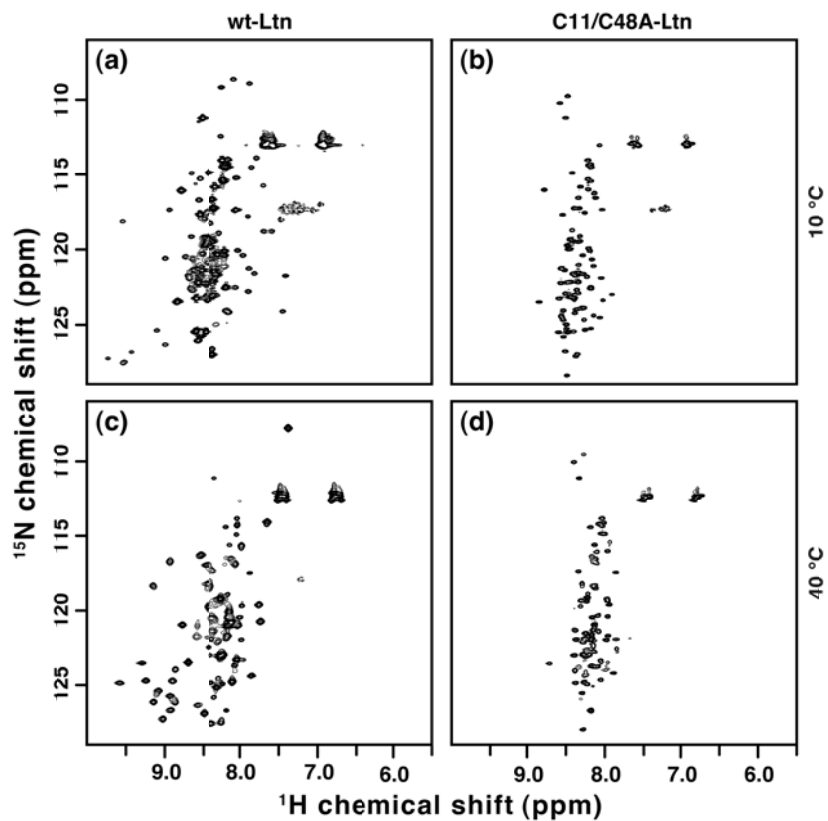 wt-Ltn
C11/C48A-Ltn
(a)
(b)
110
115
120
125
10 °C
(c)
(d)
110
115
120
125
40 °C
¹⁵N chemical shift (ppm)
9.0 8.0 7.0 6.0
9.0 8.0 7.0 6.0
¹H chemical shift (ppm)